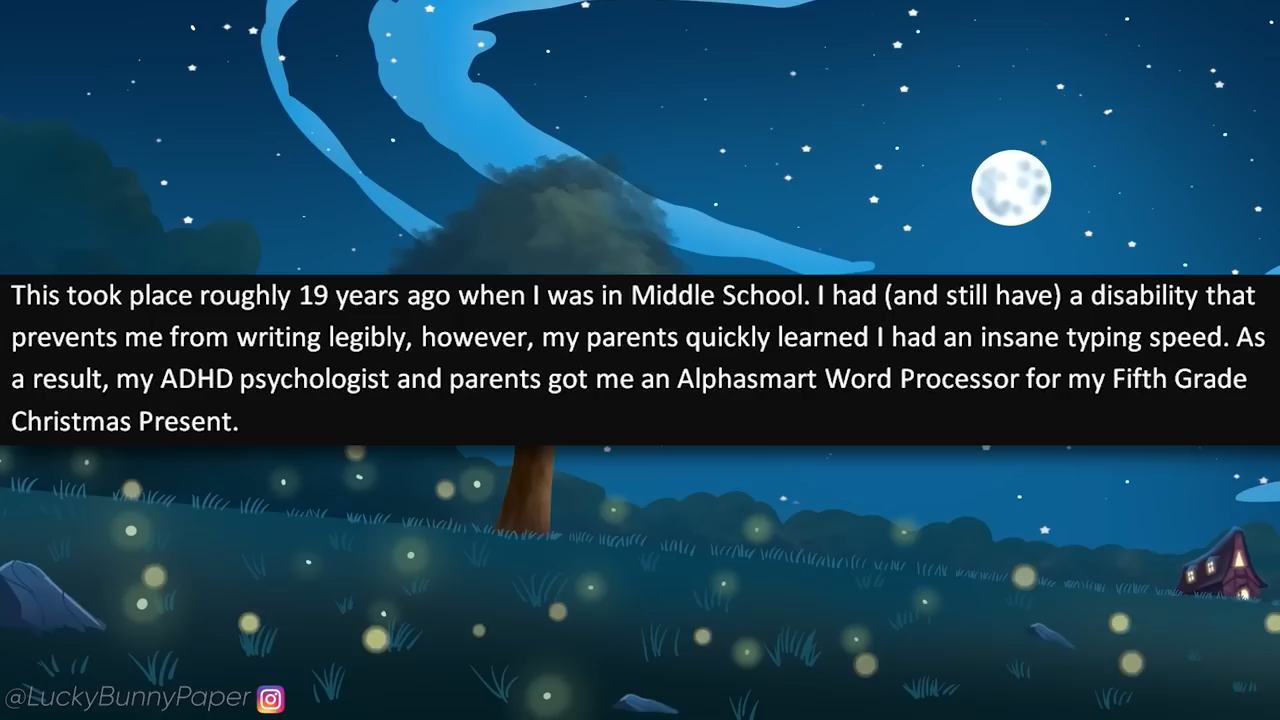 This took place roughly 19 years ago when I was in Middle School. I had (and still have) a disability that
prevents me from writing legibly, however, my parents quickly learned I had an insane typing speed. As
a result, my ADHD psychologist and parents got me an Alphasmart Word Processor for my Fifth Grade
Christmas Present.
@LuckyBunnyPaper